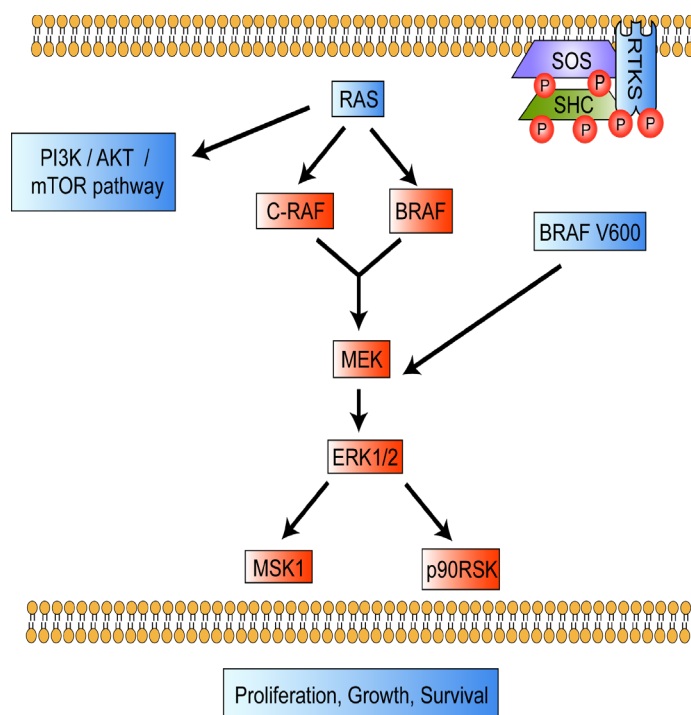 SOS
RTKS
P
P
SHC
P
P
P
P
RAS
PI3K / AKT /
mTOR pathway
C-RAF
BRAF
BRAF V600
MEK
ERK1/2
MSK1
p90RSK
Proliferation, Growth, Survival